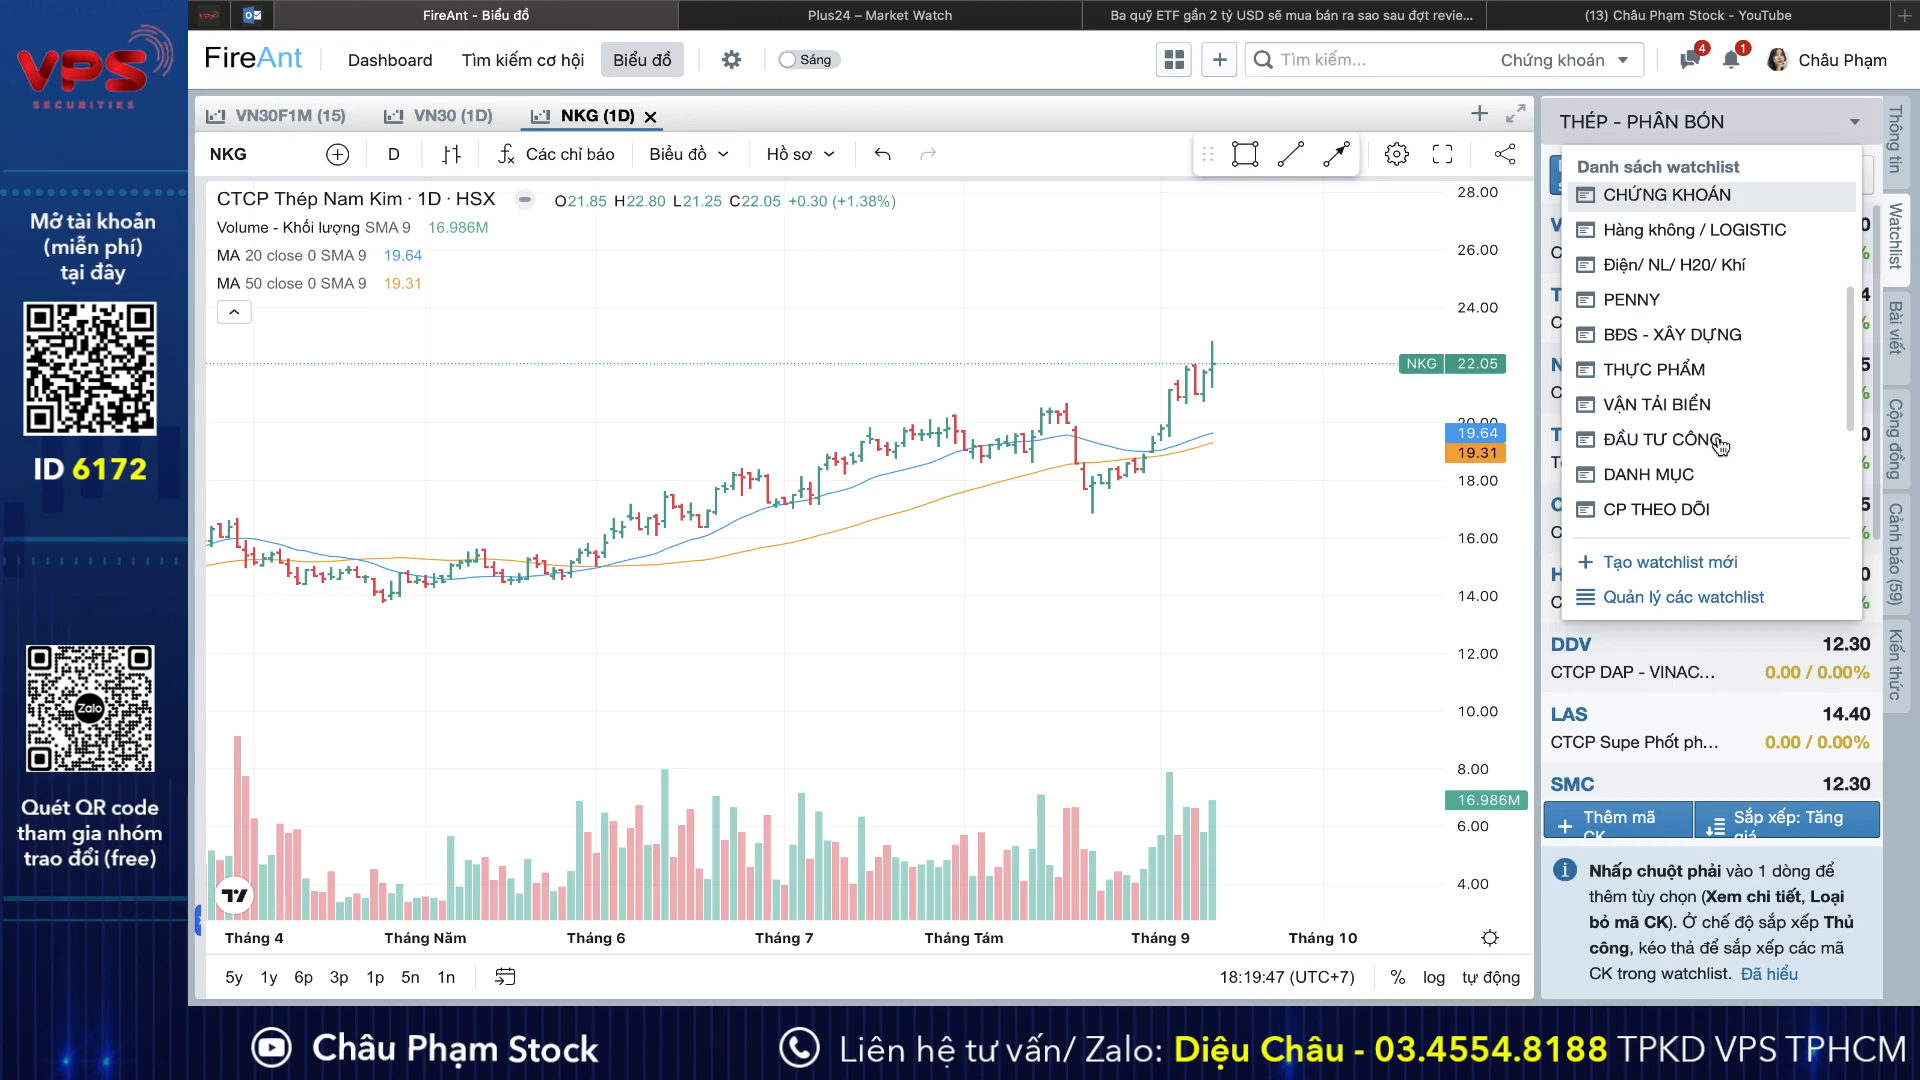 FireAnt - Biểu đồ
Plus24 – Market Watch
Ba quỹ ETF gần 2 tỷ USD sẽ mua bán ra sao sau đợt revie...
(13) Châu Phạm Stock - YouTube
VPS
SECURITIES
Mở tài khoản
(miễn phí)
tại đây
ID 6172
Zalo
Quét QR code
tham gia nhóm
trao đổi (free)
FireAnt
Dashboard
Tìm kiếm cơ hội
Biểu đồ
Sáng
Tìm kiếm...
Chứng khoán
4
1
Châu Phạm
VN30F1M (15)
VN30 (1D)
NKG (1D)
NKG
D
Các chỉ báo
Biểu đồ
Hồ sơ
CTCP Thép Nam Kim · 1D · HSX
O21.85 H22.80 L21.25 C22.05 +0.30 (+1.38%)
Volume - Khối lượng SMA 9 16.986M
MA 20 close 0 SMA 9 19.64
MA 50 close 0 SMA 9 19.31
28.00
26.00
24.00
NKG 22.05
20.00
19.64
19.31
18.00
16.00
14.00
12.00
10.00
8.00
16.986M
6.00
4.00
Tháng 4
Tháng Năm
Tháng 6
Tháng 7
Tháng Tám
Tháng 9
Tháng 10
5y 1y 6p 3p 1p 5n 1n
18:19:47 (UTC+7)
% log tự động
THÉP - PHÂN BÓN
Danh sách watchlist
CHỨNG KHOÁN
Hàng không / LOGISTIC
Điện/ NL/ H20/ Khí
PENNY
BĐS - XÂY DỰNG
THỰC PHẨM
VẬN TẢI BIỂN
ĐẦU TƯ CÔNG
DANH MỤC
CP THEO DÕI
Tạo watchlist mới
Quản lý các watchlist
DDV 12.30
CTCP DAP - VINAC... 0.00 / 0.00%
LAS 14.40
CTCP Supe Phốt ph... 0.00 / 0.00%
SMC 12.30
Thêm mã
CK
Sắp xếp: Tăng
giá
Nhấp chuột phải vào 1 dòng để
thêm tùy chọn (Xem chi tiết, Loại
bỏ mã CK). Ở chế độ sắp xếp Thủ
công, kéo thả để sắp xếp các mã
CK trong watchlist. Đã hiểu
Thông tin
Watchlist
Bài viết
Cộng đồng
Cảnh báo (59)
Kiến thức
Châu Phạm Stock
Liên hệ tư vấn/ Zalo: Diệu Châu - 03.4554.8188 TPKD VPS TPHCM